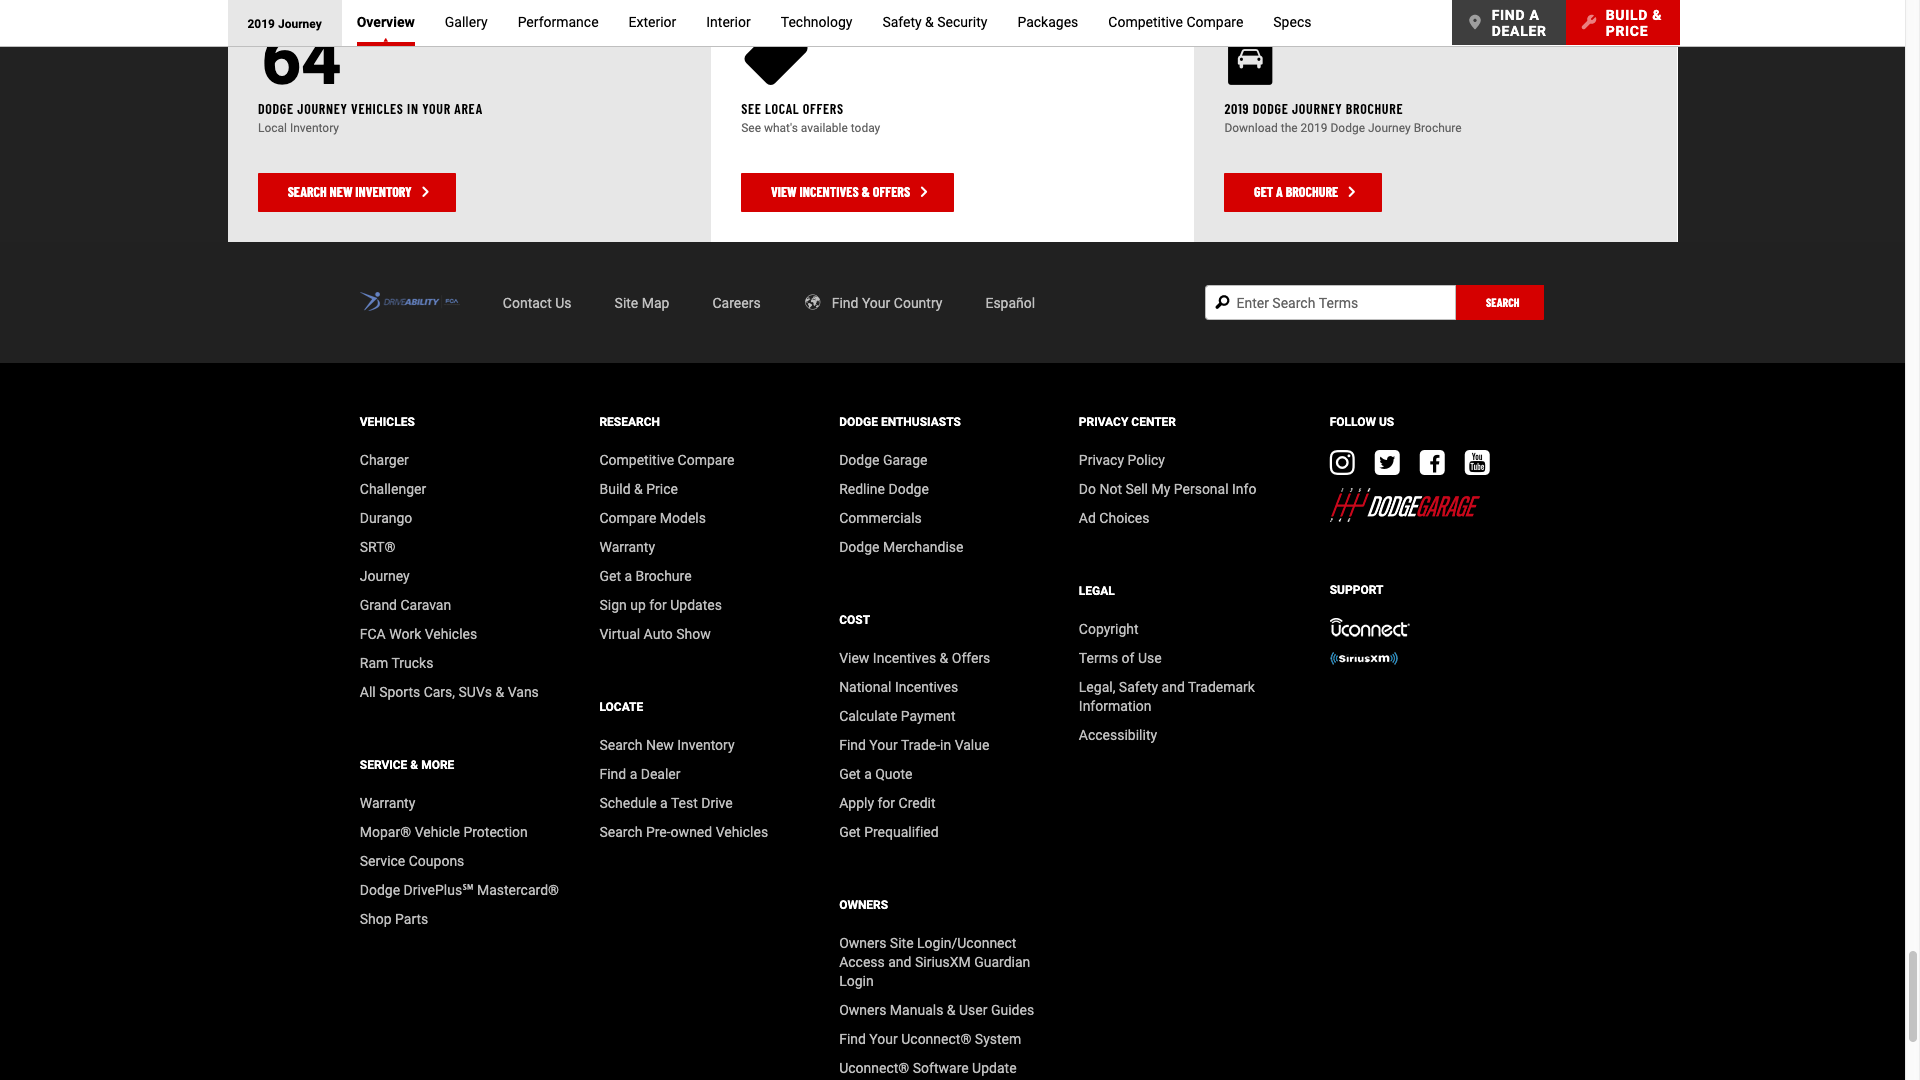 2019 Journey
Overview
Gallery
Performance
Exterior
Interior
Technology
Safety & Security
Packages
Competitive Compare
Specs
FIND A
DEALER
BUILD &
PRICE
64
DODGE JOURNEY VEHICLES IN YOUR AREA
Local Inventory
SEARCH NEW INVENTORY
SEE LOCAL OFFERS
See what's available today
VIEW INCENTIVES & OFFERS
2019 DODGE JOURNEY BROCHURE
Download the 2019 Dodge Journey Brochure
GET A BROCHURE
DRIVEABILITY FCA
Contact Us
Site Map
Careers
Find Your Country
Español
Enter Search Terms
SEARCH
VEHICLES
Charger
Challenger
Durango
SRT®
Journey
Grand Caravan
FCA Work Vehicles
Ram Trucks
All Sports Cars, SUVs & Vans
SERVICE & MORE
Warranty
Mopar® Vehicle Protection
Service Coupons
Dodge DrivePlus℠ Mastercard®
Shop Parts
RESEARCH
Competitive Compare
Build & Price
Compare Models
Warranty
Get a Brochure
Sign up for Updates
Virtual Auto Show
LOCATE
Search New Inventory
Find a Dealer
Schedule a Test Drive
Search Pre-owned Vehicles
DODGE ENTHUSIASTS
Dodge Garage
Redline Dodge
Commercials
Dodge Merchandise
COST
View Incentives & Offers
National Incentives
Calculate Payment
Find Your Trade-in Value
Get a Quote
Apply for Credit
Get Prequalified
OWNERS
Owners Site Login/Uconnect
Access and SiriusXM Guardian
Login
Owners Manuals & User Guides
Find Your Uconnect® System
Uconnect® Software Update
PRIVACY CENTER
Privacy Policy
Do Not Sell My Personal Info
Ad Choices
LEGAL
Copyright
Terms of Use
Legal, Safety and Trademark
Information
Accessibility
FOLLOW US
You
Tube
DODGEGARAGE
SUPPORT
uconnect
SiriusXM